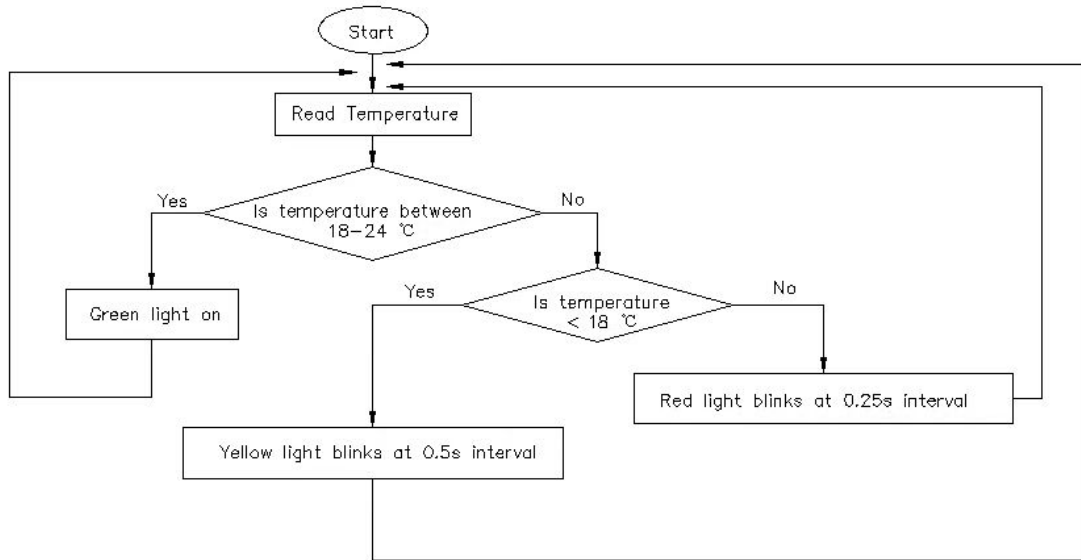 Start
Read Temperature
Yes
Is temperature between
18-24 °C
No
Green light on
Yes
Is temperature
< 18 °C
No
Red light blinks at 0.25s interval
Yellow light blinks at 0.5s interval